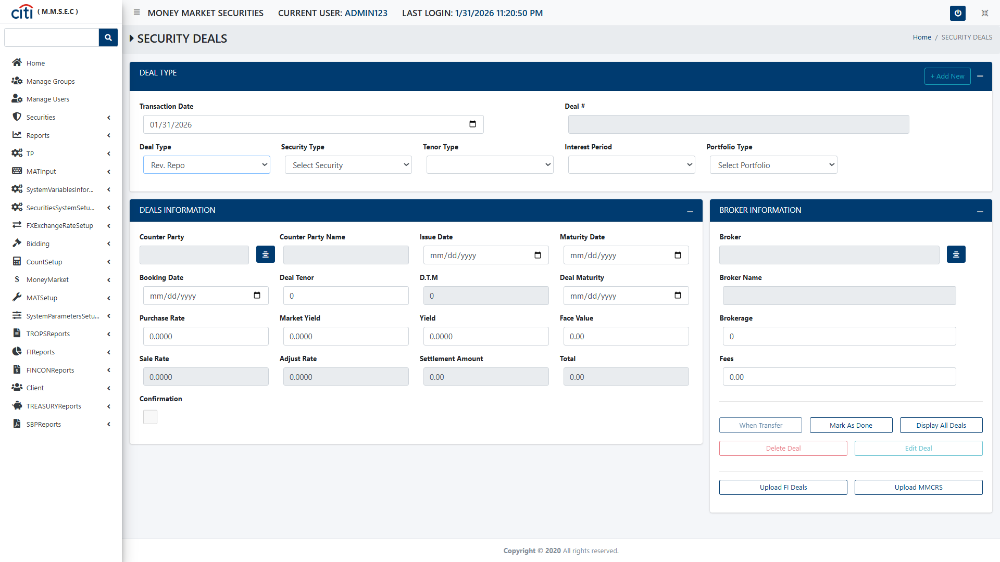 citi ( M.M.S.E.C )
MONEY MARKET SECURITIES CURRENT USER: ADMIN123 LAST LOGIN: 1/31/2026 11:20:50 PM
SECURITY DEALS
Home / SECURITY DEALS
Home
Manage Groups
Manage Users
Securities
Reports
TP
MATInput
SystemVariablesInfor...
SecuritiesSystemSetu...
FXExchangeRateSetup
Bidding
CountSetup
MoneyMarket
MATSetup
SystemParametersSetu...
TROPSReports
FIReports
FINCONReports
Client
TREASURYReports
SBPReports
DEAL TYPE
+ Add New
Transaction Date Deal #
01/31/2026
Deal Type Security Type Tenor Type Interest Period Portfolio Type
Rev. Repo Select Security Select Portfolio
DEALS INFORMATION
Counter Party Counter Party Name Issue Date Maturity Date
mm/dd/yyyy mm/dd/yyyy
Booking Date Deal Tenor D.T.M Deal Maturity
mm/dd/yyyy 0 0 mm/dd/yyyy
Purchase Rate Market Yield Yield Face Value
0.0000 0.0000 0.0000 0.00
Sale Rate Adjust Rate Settlement Amount Total
0.0000 0.0000 0.00 0.00
Confirmation
BROKER INFORMATION
Broker
Broker Name
Brokerage
0
Fees
0.00
When Transfer Mark As Done Display All Deals
Delete Deal Edit Deal
Upload FI Deals Upload MMCRS
Copyright © 2020 All rights reserved.